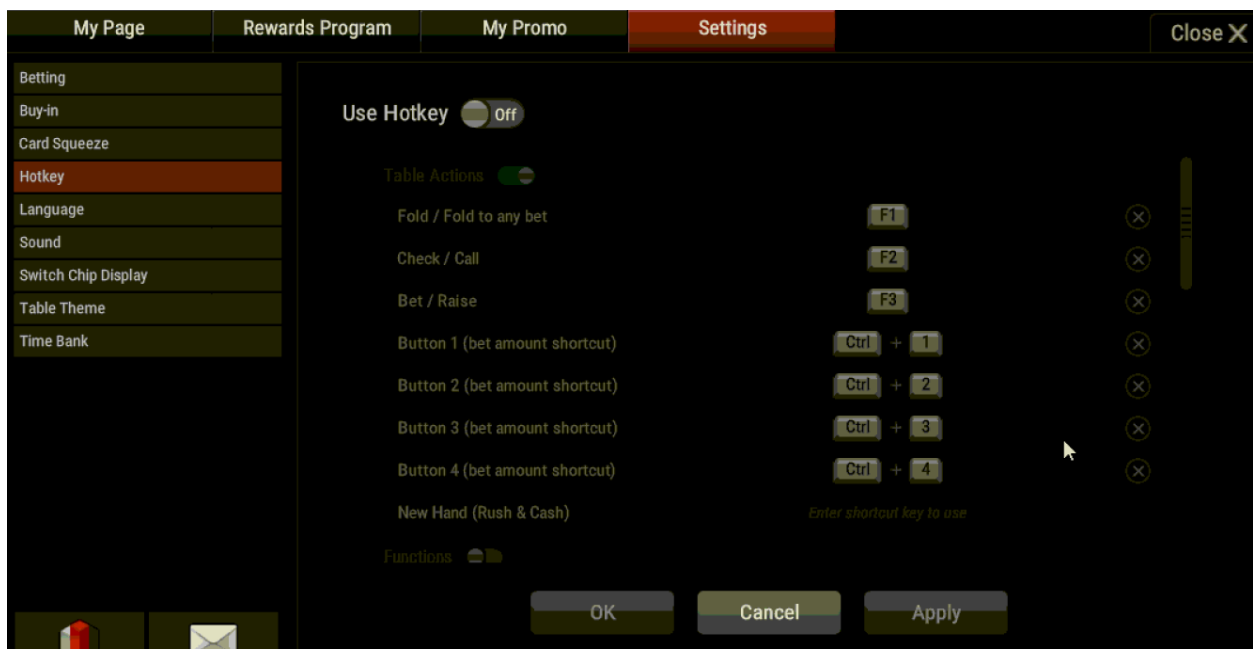 My Page Rewards Program My Promo Settings Close X
Betting
Buy-in
Card Squeeze
Hotkey
Language
Sound
Switch Chip Display
Table Theme
Time Bank
Use Hotkey Off
Table Actions
Fold / Fold to any bet F1
Check / Call F2
Bet / Raise F3
Button 1 (bet amount shortcut) Ctrl + 1
Button 2 (bet amount shortcut) Ctrl + 2
Button 3 (bet amount shortcut) Ctrl + 3
Button 4 (bet amount shortcut) Ctrl + 4
New Hand (Rush & Cash) Enter shortcut key to use
Functions
OK Cancel Apply